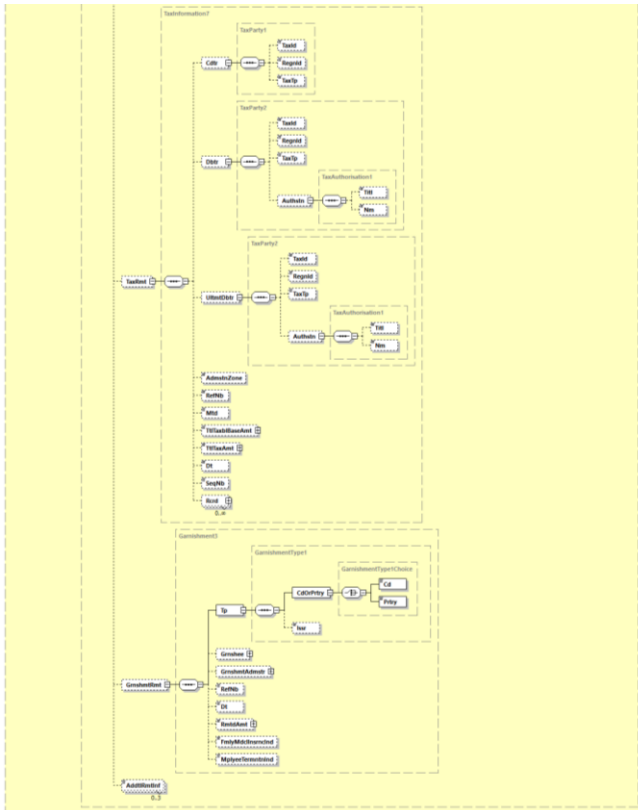 TaxInformation7
TaxParty1
TaxId
Cdtr
RegnId
TaxTp
TaxParty2
TaxId
RegnId
Dbtr
TaxTp
TaxAuthorisation1
Titl
Authstn
Nm
TaxParty2
TaxId
RegnId
TaxRmt
UltmtDbtr
TaxTp
TaxAuthorisation1
Titl
Authstn
Nm
AdmstnZone
RefNb
Mtd
TtlTaxblBaseAmt
TtlTaxAmt
Dt
SeqNb
Rcrd
0..∞
Garnishment3
GarnishmentType1
GarnishmentType1Choice
Cd
CdOrPrtry
Prtry
Tp
Issr
Grnshee
GrnshmtAdmstr
GrnshmtRmt
RefNb
Dt
RmtdAmt
FmlyMdclInsrncInd
MplyeeTermntnInd
AddtlRmtInf
0..3